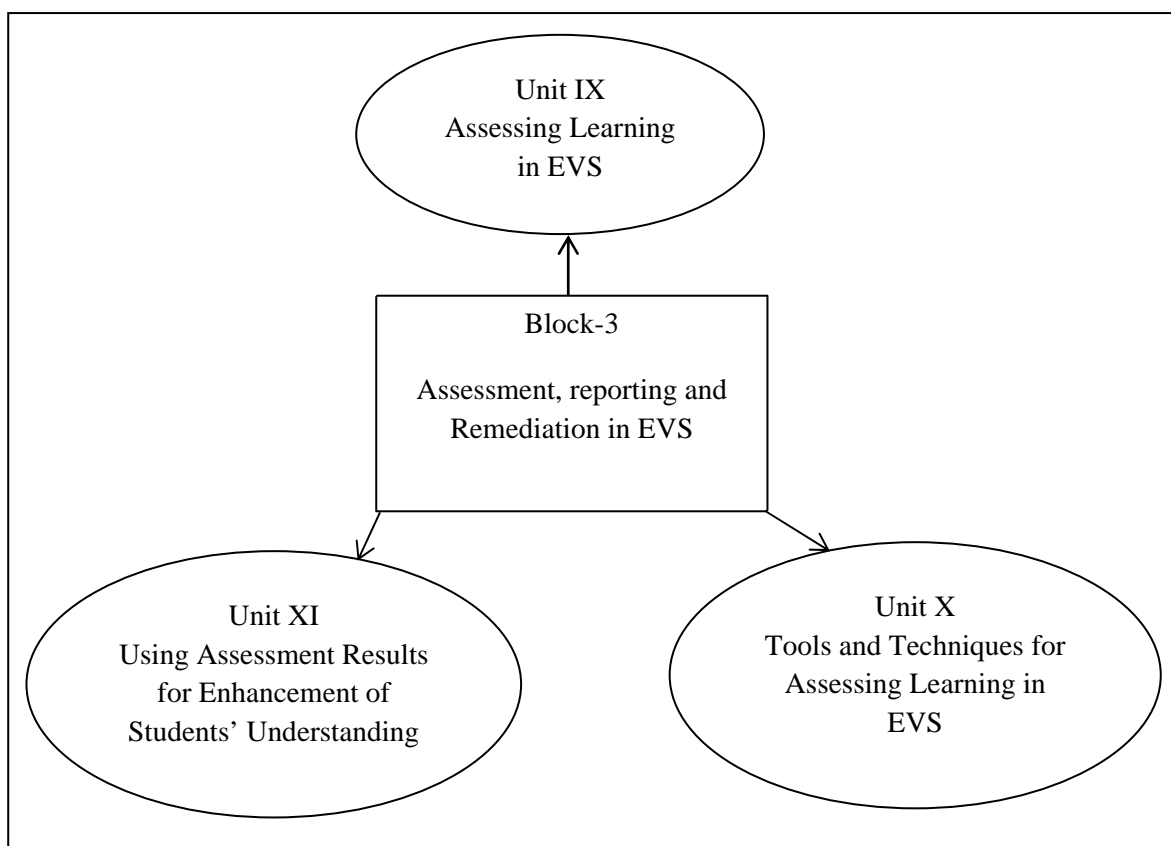 Unit IX
Assessing Learning
in EVS
Block-3
Assessment, reporting and
Remediation in EVS
Unit XI
Using Assessment Results
for Enhancement of
Students’ Understanding
Unit X
Tools and Techniques for
Assessing Learning in
EVS